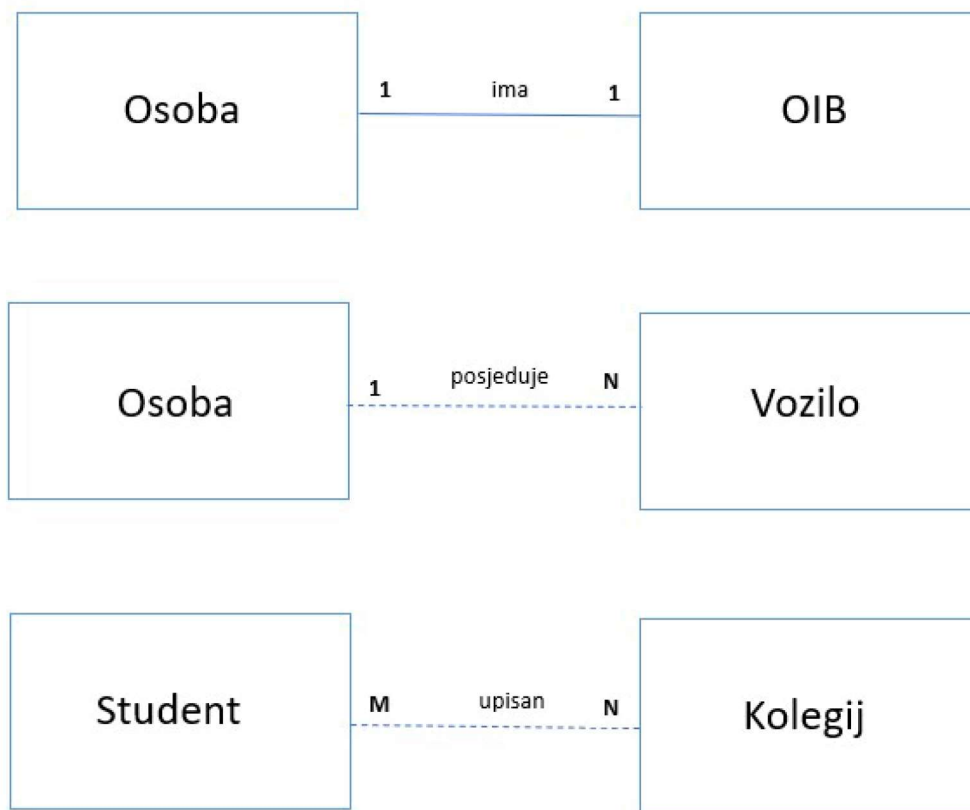 Osoba
1 ima 1
OIB
Osoba
1 posjeduje N
Vozilo
Student
M upisan N
Kolegij